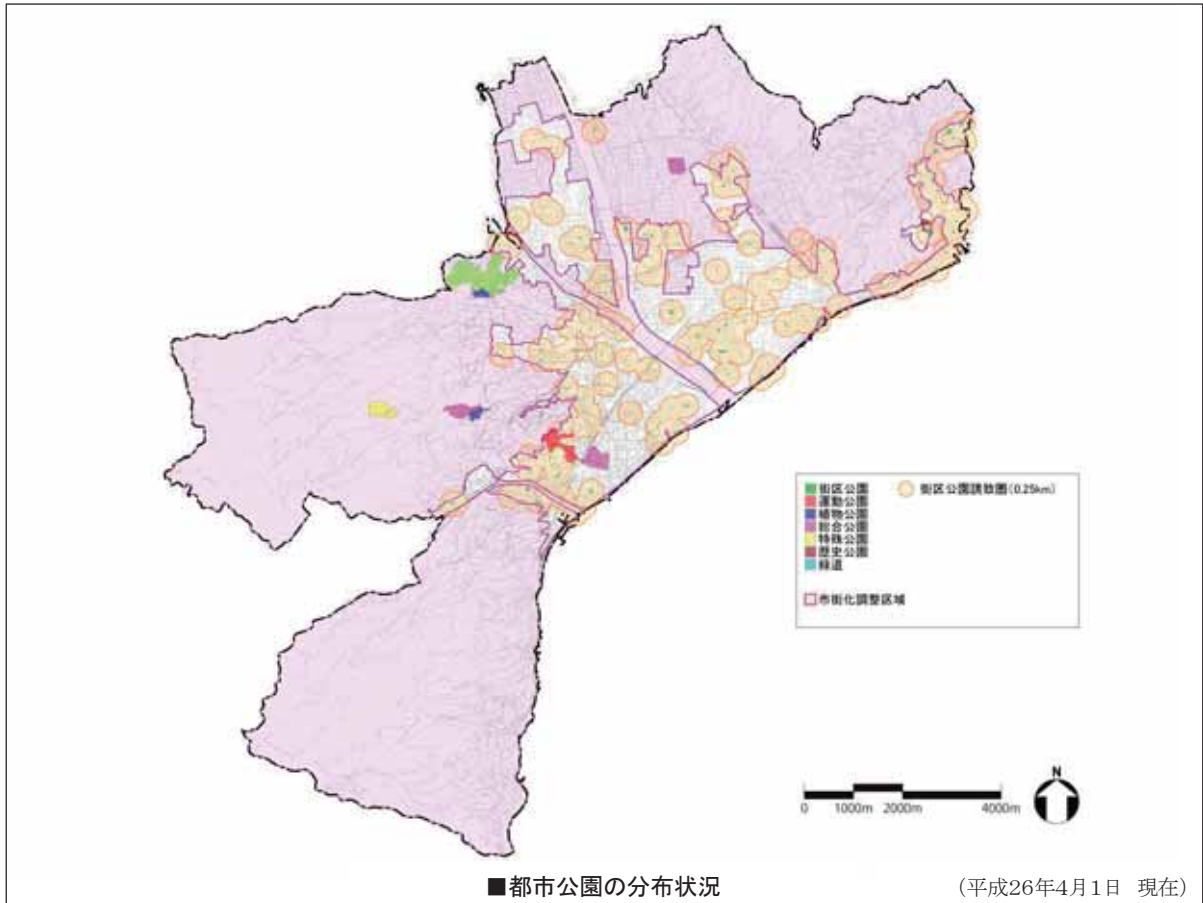 街区公園
運動公園
植物公園
総合公園
特殊公園
歴史公園
緑道
街区公園誘致圏(0.25km)
市街化調整区域
N
0 1000m 2000m 4000m
■都市公園の分布状況
(平成26年4月1日 現在)